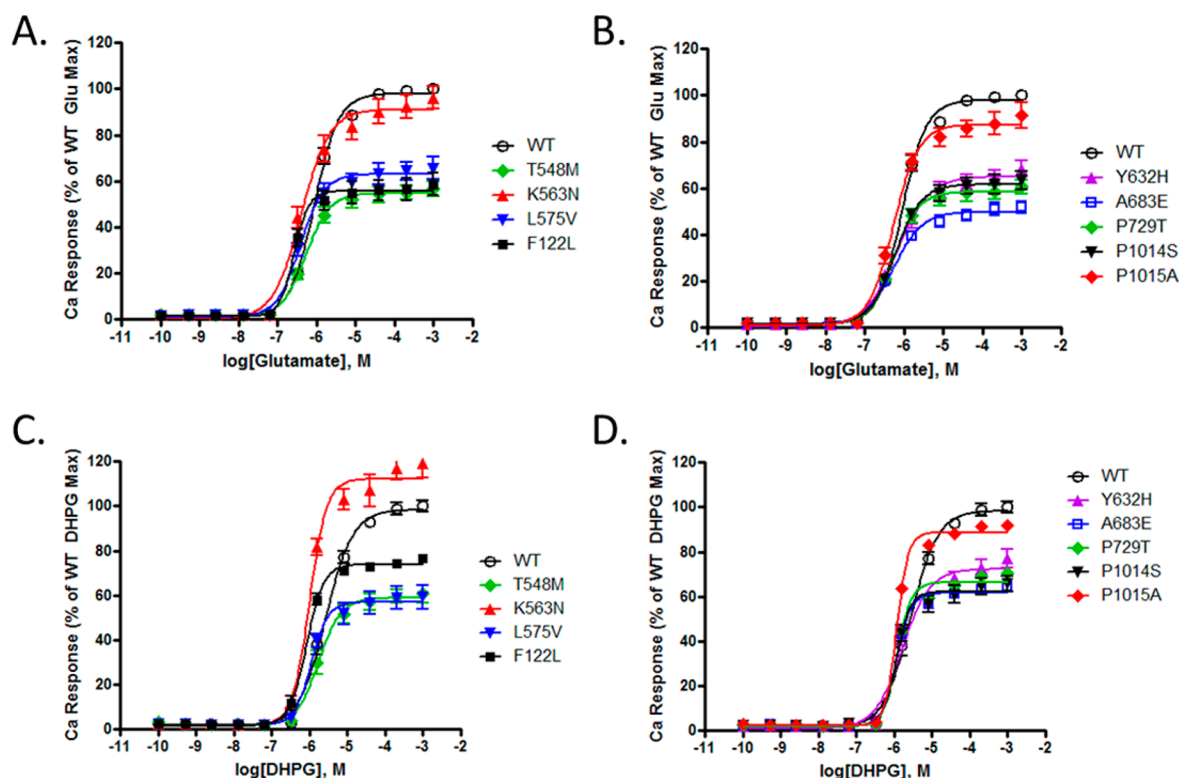 A.
Ca Response (% of WT Glu Max)
120
100
80
60
40
20
0
-11 -10 -9 -8 -7 -6 -5 -4 -3 -2
log[Glutamate], M
WT
T548M
K563N
L575V
F122L
B.
Ca Response (% of WT Glu Max)
120
100
80
60
40
20
0
-11 -10 -9 -8 -7 -6 -5 -4 -3 -2
log[Glutamate], M
WT
Y632H
A683E
P729T
P1014S
P1015A
C.
Ca Response (% of WT DHPG Max)
120
100
80
60
40
20
0
-11 -10 -9 -8 -7 -6 -5 -4 -3 -2
log[DHPG], M
WT
T548M
K563N
L575V
F122L
D.
Ca Response (% of WT DHPG Max)
120
100
80
60
40
20
0
-11 -10 -9 -8 -7 -6 -5 -4 -3 -2
log[DHPG], M
WT
Y632H
A683E
P729T
P1014S
P1015A